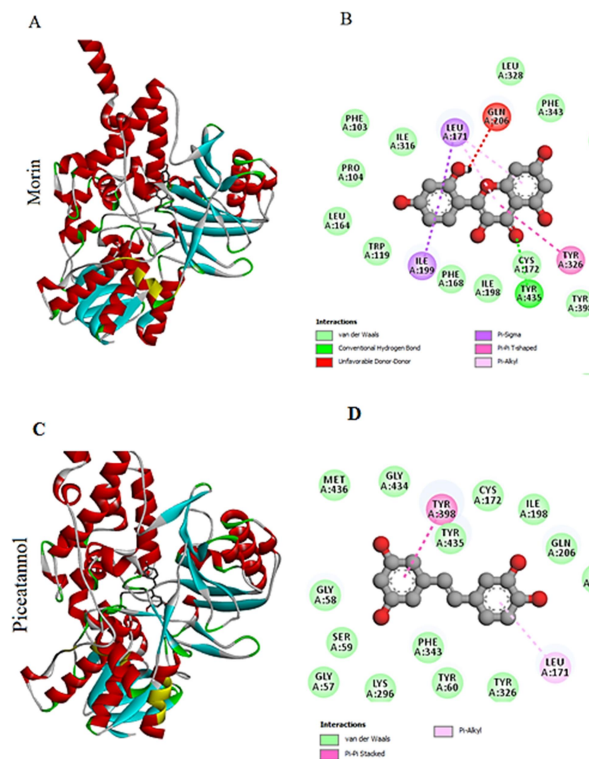 A
B
Morin
LEU
A:328
PHE
A:103
ILE
A:316
LEU
A:171
GLN
A:206
PHE
A:343
PRO
A:104
LEU
A:164
TRP
A:119
ILE
A:199
PHE
A:168
ILE
A:198
CYS
A:172
TYR
A:435
TYR
A:326
TYR
A:398
Interactions
van der Waals
Conventional Hydrogen Bond
Unfavorable Donor-Donor
Pi-Sigma
Pi-Pi T-shaped
Pi-Alkyl
C
D
Piceatannol
MET
A:436
GLY
A:434
TYR
A:398
CYS
A:172
TYR
A:435
ILE
A:198
GLN
A:206
GLY
A:58
SER
A:59
PHE
A:343
GLY
A:57
LYS
A:296
TYR
A:60
TYR
A:326
LEU
A:171
Interactions
van der Waals
Pi-Pi Stacked
Pi-Alkyl